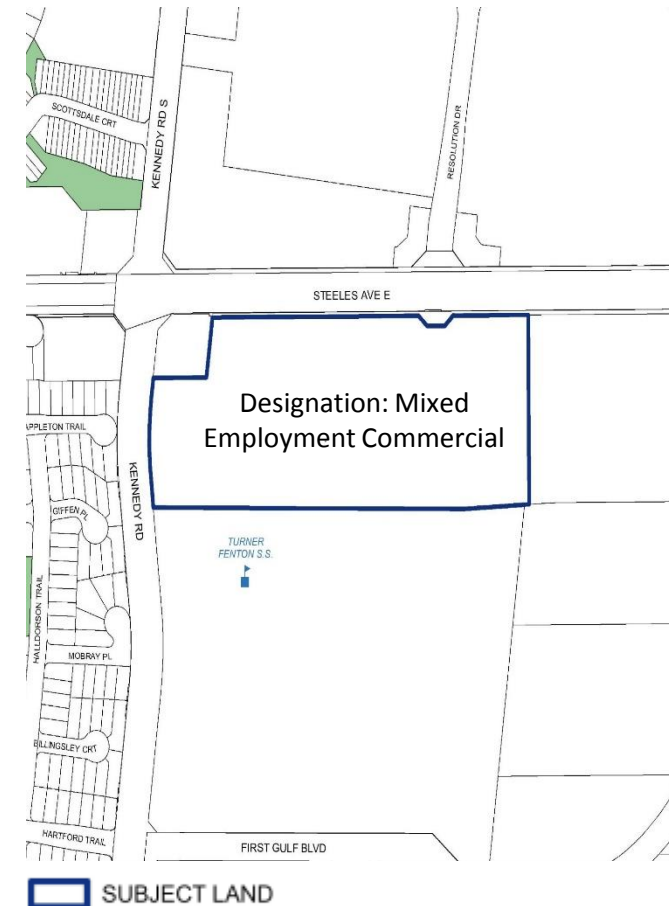 SCOTTSDALE CRT
KENNEDY RD S
RESOLUTION DR
STEELES AVE E
Designation: Mixed
Employment Commercial
APPLETON TRAIL
KENNEDY RD
GIFFEN PL
TURNER
FENTON S.S.
HALLDORSON TRAIL
MOBRAY PL
BILLINGSLEY CRT
HARTFORD TRAIL
FIRST GULF BLVD
SUBJECT LAND